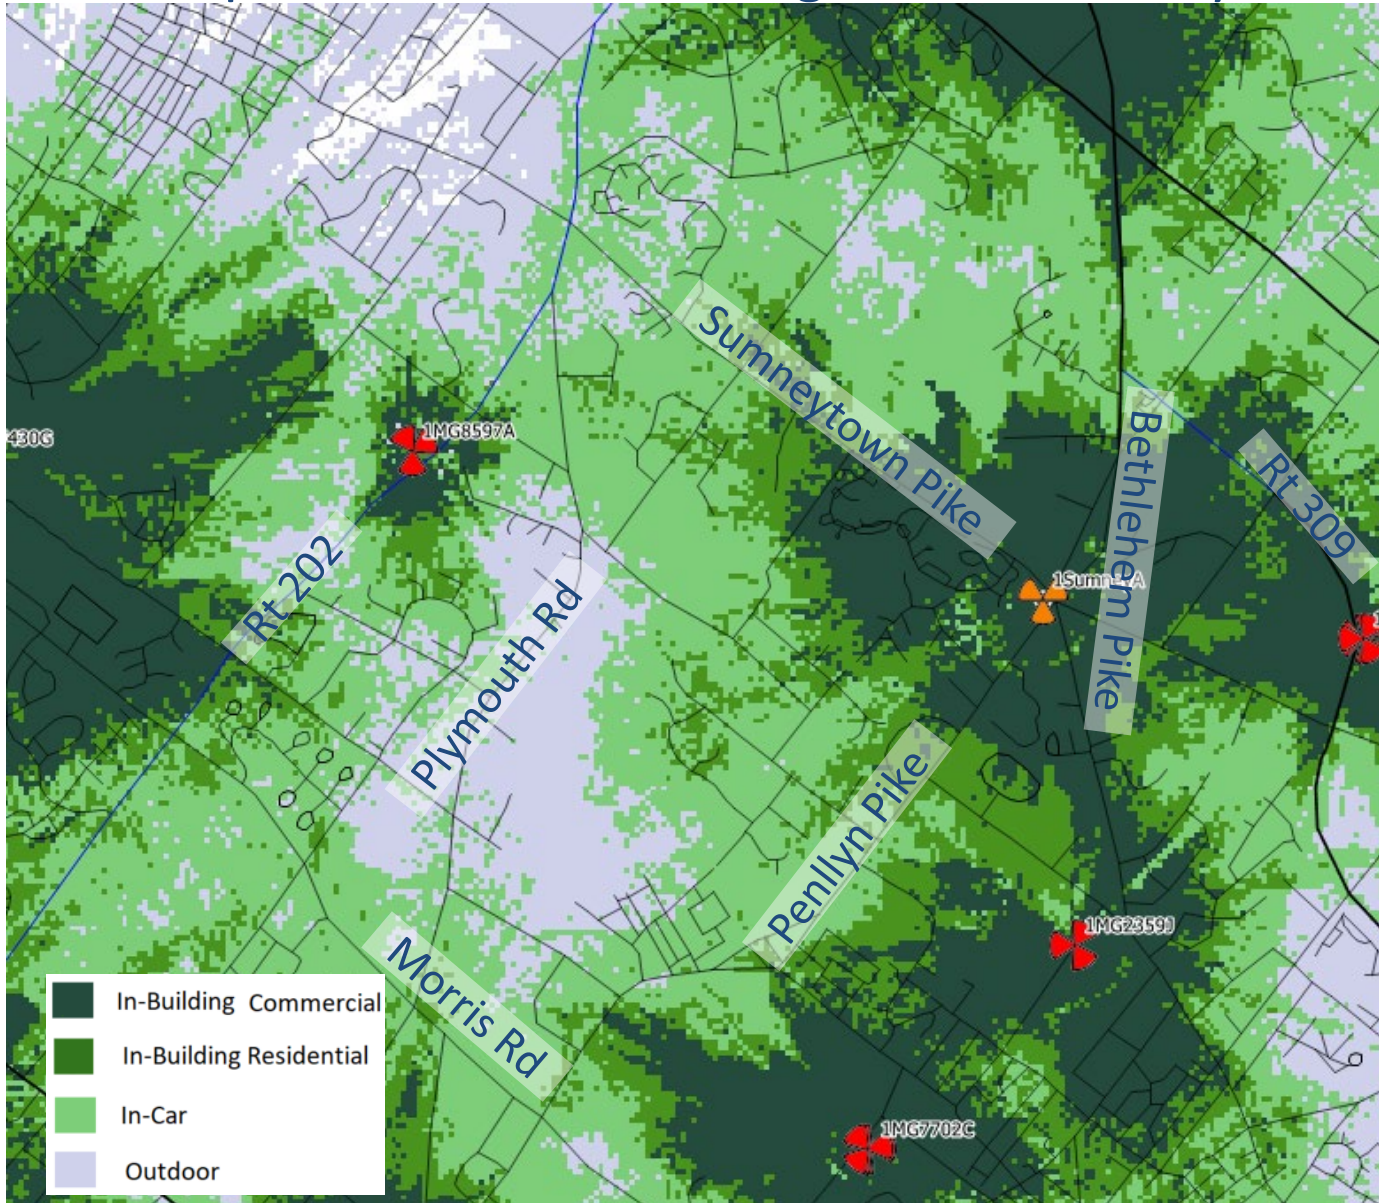 Sumneytown Pike
430G
1MG8597A
Bethlehem Pike
Rt 309
Rt 202
Plymouth Rd
Penllyn Pike
1MG2359J
Morris Rd
In-Building Commercial
In-Building Residential
In-Car
Outdoor
1MG7702C